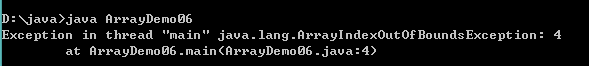 D:\java>java ArrayDemo06
Exception in thread "main" java.lang.ArrayIndexOutOfBoundsException: 4
        at ArrayDemo06.main(ArrayDemo06.java:4)